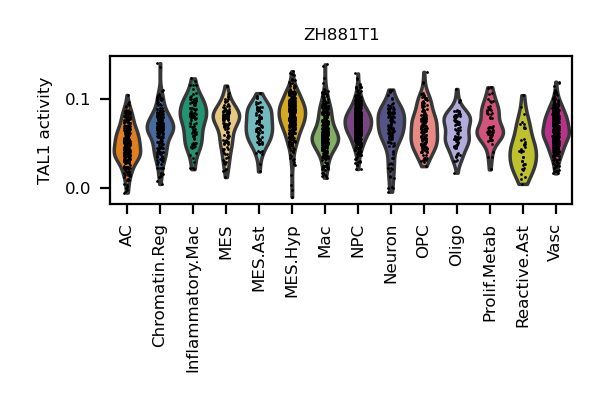 ZH881T1
TAL1 activity
0.1
0.0
AC
Chromatin.Reg
Inflammatory.Mac
MES
MES.Ast
MES.Hyp
Mac
NPC
Neuron
OPC
Oligo
Prolif.Metab
Reactive.Ast
Vasc